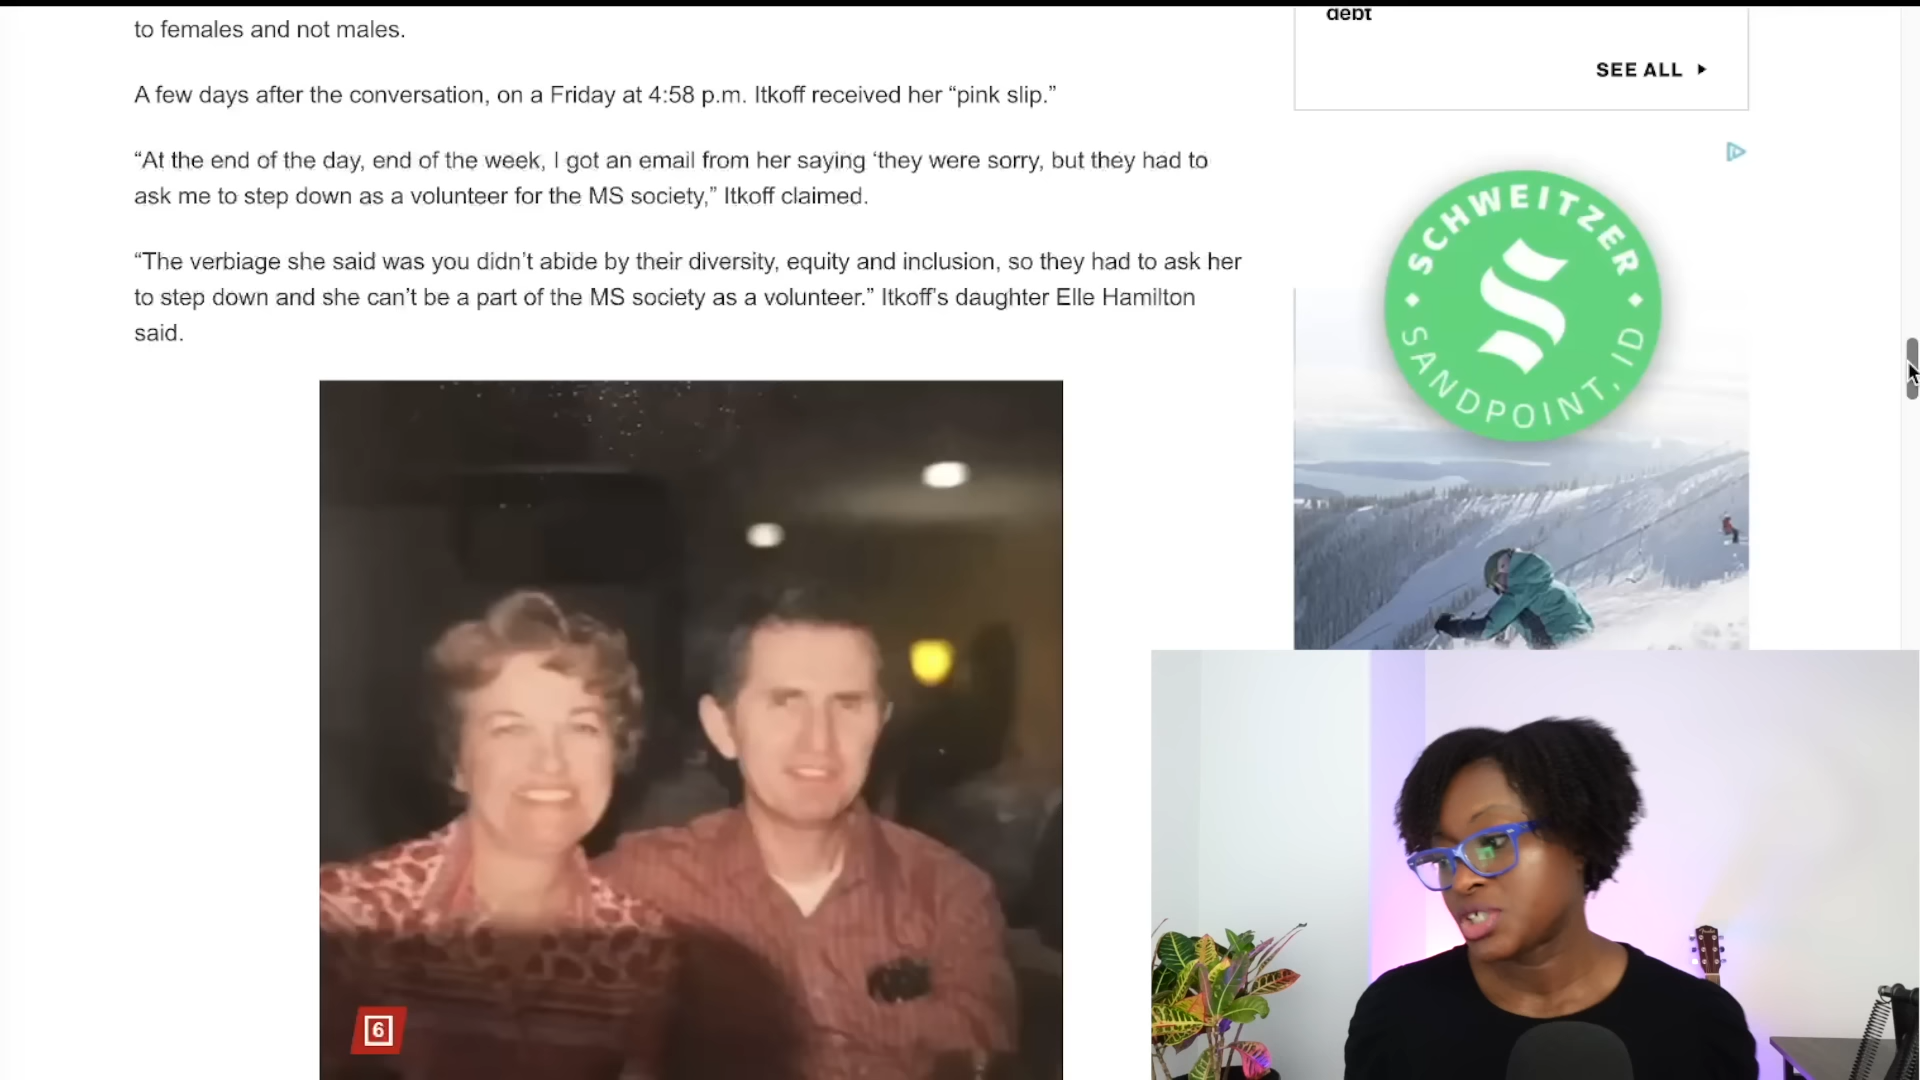 to females and not males.
A few days after the conversation, on a Friday at 4:58 p.m. Itkoff received her “pink slip.”
“At the end of the day, end of the week, I got an email from her saying ‘they were sorry, but they had to
ask me to step down as a volunteer for the MS society,” Itkoff claimed.
“The verbiage she said was you didn’t abide by their diversity, equity and inclusion, so they had to ask her
to step down and she can’t be a part of the MS society as a volunteer.” Itkoff’s daughter Elle Hamilton
said.
6
debt
SEE ALL
SCHWEITZER
S
SANDPOINT, ID
Fender